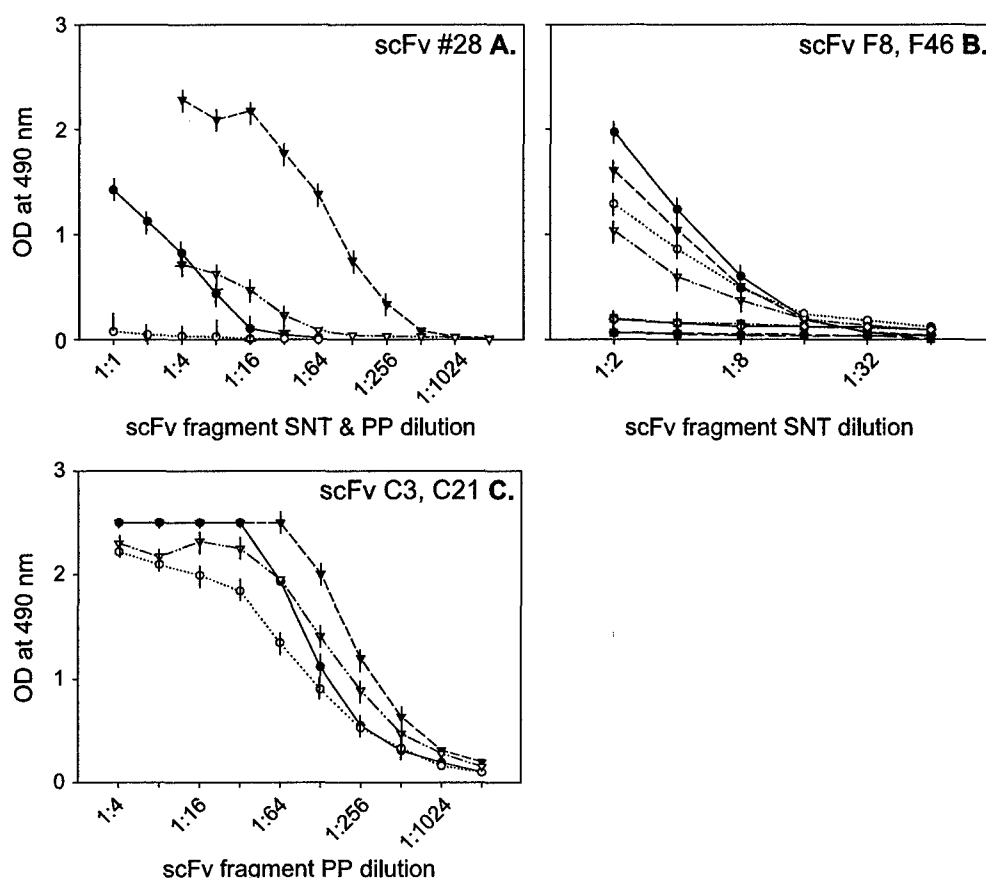 scFv #28 A.
3
2
1
0
OD at 490 nm
1:1
1:4
1:16
1:64
1:256
1:1024
scFv fragment SNT & PP dilution
scFv F8, F46 B.
1:2
1:8
1:32
scFv fragment SNT dilution
scFv C3, C21 C.
3
2
1
0
OD at 490 nm
1:4
1:16
1:64
1:256
1:1024
scFv fragment PP dilution